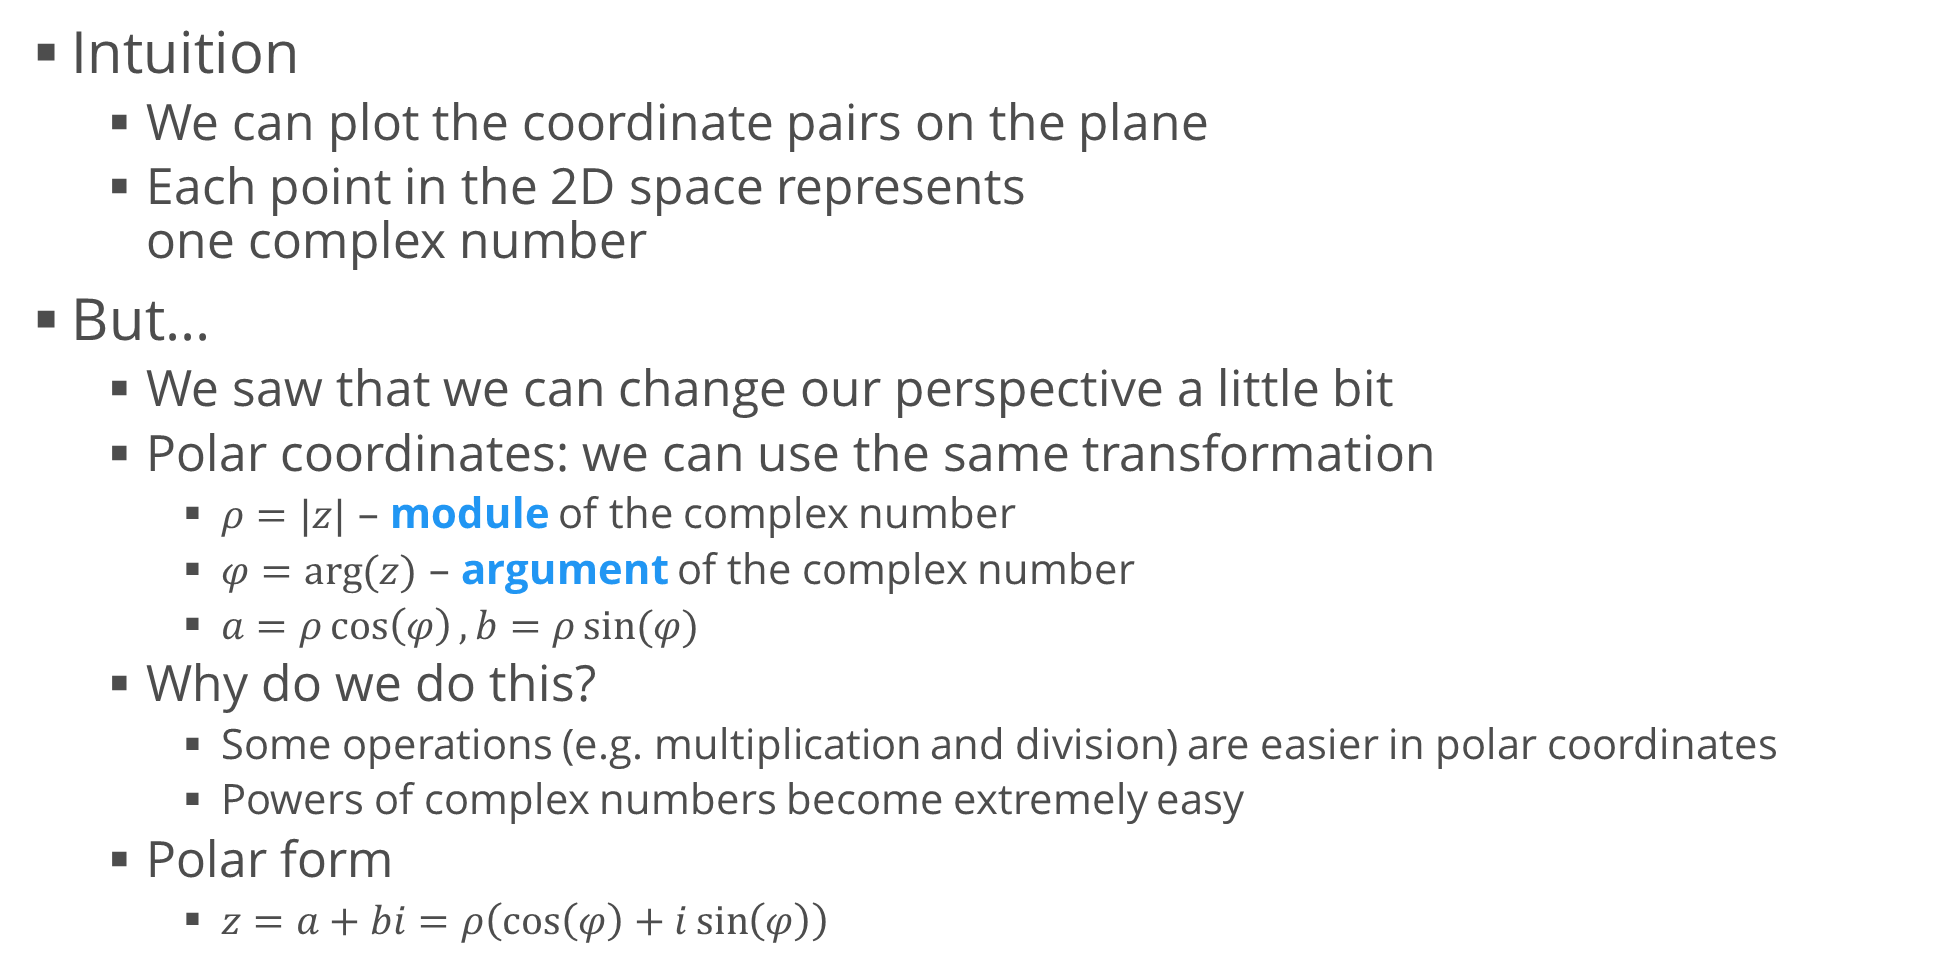 ▪ Intuition
▪ We can plot the coordinate pairs on the plane
▪ Each point in the 2D space represents
one complex number
▪ But…
▪ We saw that we can change our perspective a little bit
▪ Polar coordinates: we can use the same transformation
▪ 𝜌 = |𝑧| – module of the complex number
▪ 𝜑 = arg(𝑧) – argument of the complex number
▪ 𝑎 = 𝜌 cos(𝜑) , 𝑏 = 𝜌 sin(𝜑)
▪ Why do we do this?
▪ Some operations (e.g. multiplication and division) are easier in polar coordinates
▪ Powers of complex numbers become extremely easy
▪ Polar form
▪ 𝑧 = 𝑎 + 𝑏𝑖 = 𝜌(cos(𝜑) + 𝑖 sin(𝜑))